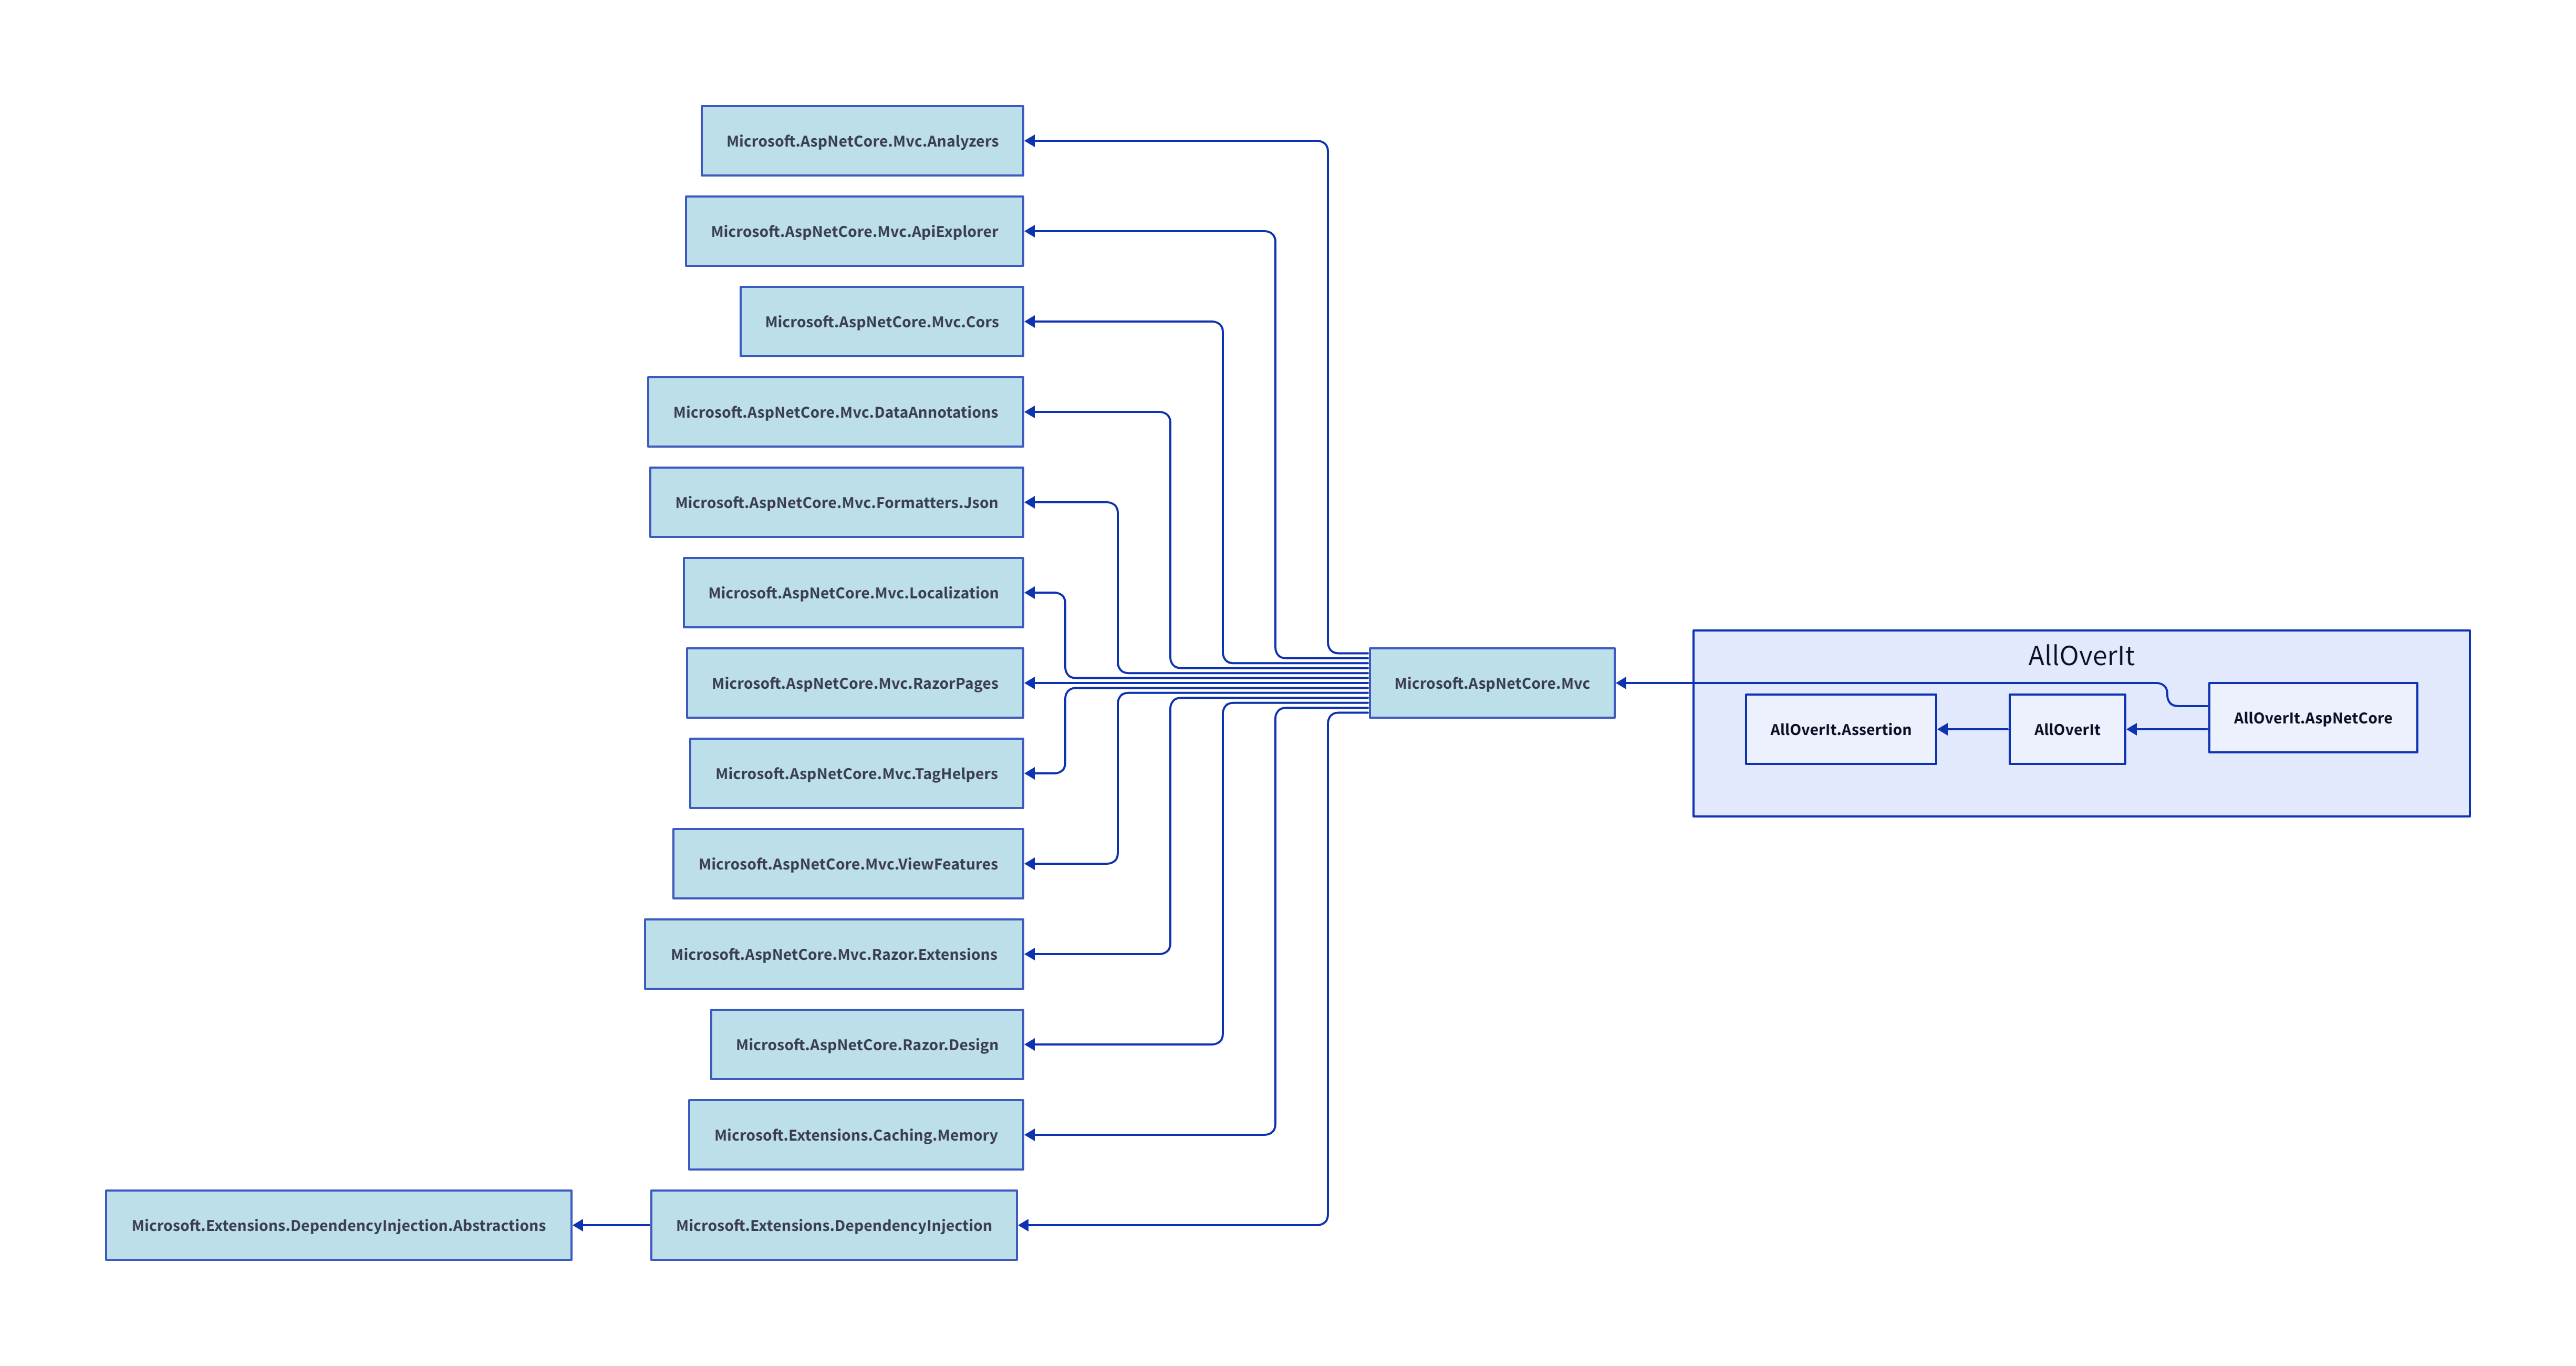 Microsoft.AspNetCore.Mvc.Analyzers
Microsoft.AspNetCore.Mvc.ApiExplorer
Microsoft.AspNetCore.Mvc.Cors
Microsoft.AspNetCore.Mvc.DataAnnotations
Microsoft.AspNetCore.Mvc.Formatters.Json
Microsoft.AspNetCore.Mvc.Localization
Microsoft.AspNetCore.Mvc.RazorPages
Microsoft.AspNetCore.Mvc.TagHelpers
Microsoft.AspNetCore.Mvc.ViewFeatures
Microsoft.AspNetCore.Mvc.Razor.Extensions
Microsoft.AspNetCore.Razor.Design
Microsoft.Extensions.Caching.Memory
Microsoft.Extensions.DependencyInjection.Abstractions
Microsoft.Extensions.DependencyInjection
Microsoft.AspNetCore.Mvc
AllOverIt
AllOverIt.Assertion
AllOverIt
AllOverIt.AspNetCore